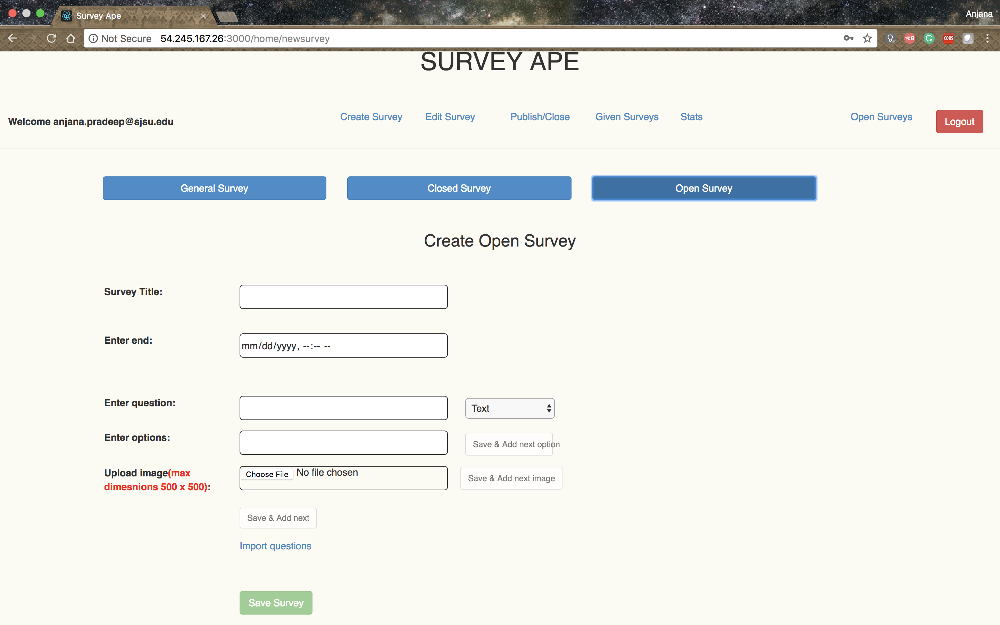 Survey Ape
Anjana
Not Secure 54.245.167.26:3000/home/newsurvey
CORS
SURVEY APE
Welcome anjana.pradeep@sjsu.edu
Create Survey Edit Survey Publish/Close Given Surveys Stats Open Surveys Logout
General Survey Closed Survey Open Survey
Create Open Survey
Survey Title:
Enter end: mm/dd/yyyy, --:-- --
Enter question: Text
Enter options: Save & Add next option
Upload image(max
dimesnions 500 x 500): Choose File No file chosen Save & Add next image
Save & Add next
Import questions
Save Survey